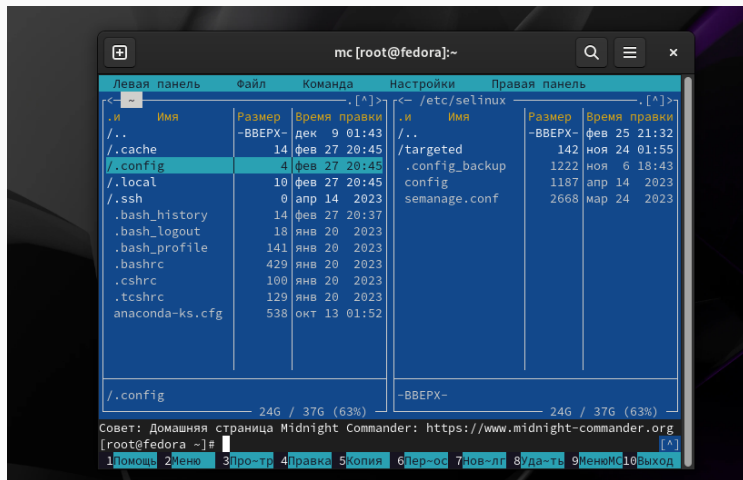 mc [root@fedora]:~
Левая панель Файл Команда Настройки Правая панель
<— ~ .[^]>
<— /etc/selinux .[^]>
.и Имя Размер Время правки .и Имя Размер Время правки
/.. -ВВЕРХ- дек 9 01:43 /.. -ВВЕРХ- фев 25 21:32
/.cache 14 фев 27 20:45 /targeted 142 ноя 24 01:55
/.config 4 фев 27 20:45 .config_backup 1222 ноя 6 18:43
/.local 10 фев 27 20:45 config 1187 апр 14 2023
/.ssh 0 апр 14 2023 semanage.conf 2668 мар 24 2023
.bash_history 14 фев 27 20:37
.bash_logout 18 янв 20 2023
.bash_profile 141 янв 20 2023
.bashrc 429 янв 20 2023
.cshrc 100 янв 20 2023
.tcshrc 129 янв 20 2023
anaconda-ks.cfg 538 окт 13 01:52
/.config -ВВЕРХ-
24G / 37G (63%) 24G / 37G (63%)
Совет: Домашняя страница Midnight Commander: https://www.midnight-commander.org
[root@fedora ~]# [^]
1Помощь 2Меню 3Про~тр 4Правка 5Копия 6Пер~ос 7Нов~лг 8Уда~ть 9МенюМС10Выход